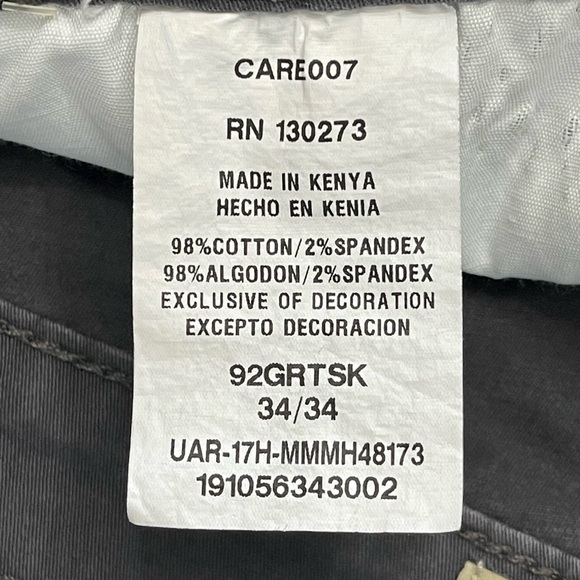 CARE007
RN 130273
MADE IN KENYA
HECHO EN KENIA
98%COTTON/2%SPANDEX
98%ALGODON/2%SPANDEX
EXCLUSIVE OF DECORATION
EXCEPTO DECORACION
92GRTSK
34/34
UAR-17H-MMMH48173
191056343002